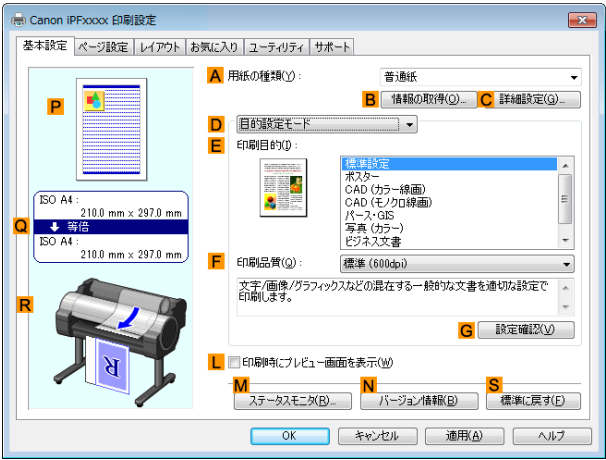 Canon iPFxxxx 印刷設定
基本設定 ページ設定 レイアウト お気に入り ユーティリティ サポート
A 用紙の種類(Y) : 普通紙
B 情報の取得(O)... C 詳細設定(G)...
D 目的設定モード
E 印刷目的(I) :
標準設定
ポスター
CAD (カラー線画)
CAD (モノクロ線画)
パース・GIS
写真 (カラー)
ビジネス文書
F 印刷品質(Q) : 標準 (600dpi)
文字/画像/グラフィックスなどの混在する一般的な文書を適切な設定で
印刷します。
G 設定確認(V)
P
ISO A4 :
210.0 mm x 297.0 mm
Q 等倍
ISO A4 :
210.0 mm x 297.0 mm
R
R
L 印刷時にプレビュー画面を表示(W)
M N S
ステータスモニタ(R)... バージョン情報(B) 標準に戻す(F)
OK キャンセル 適用(A) ヘルプ